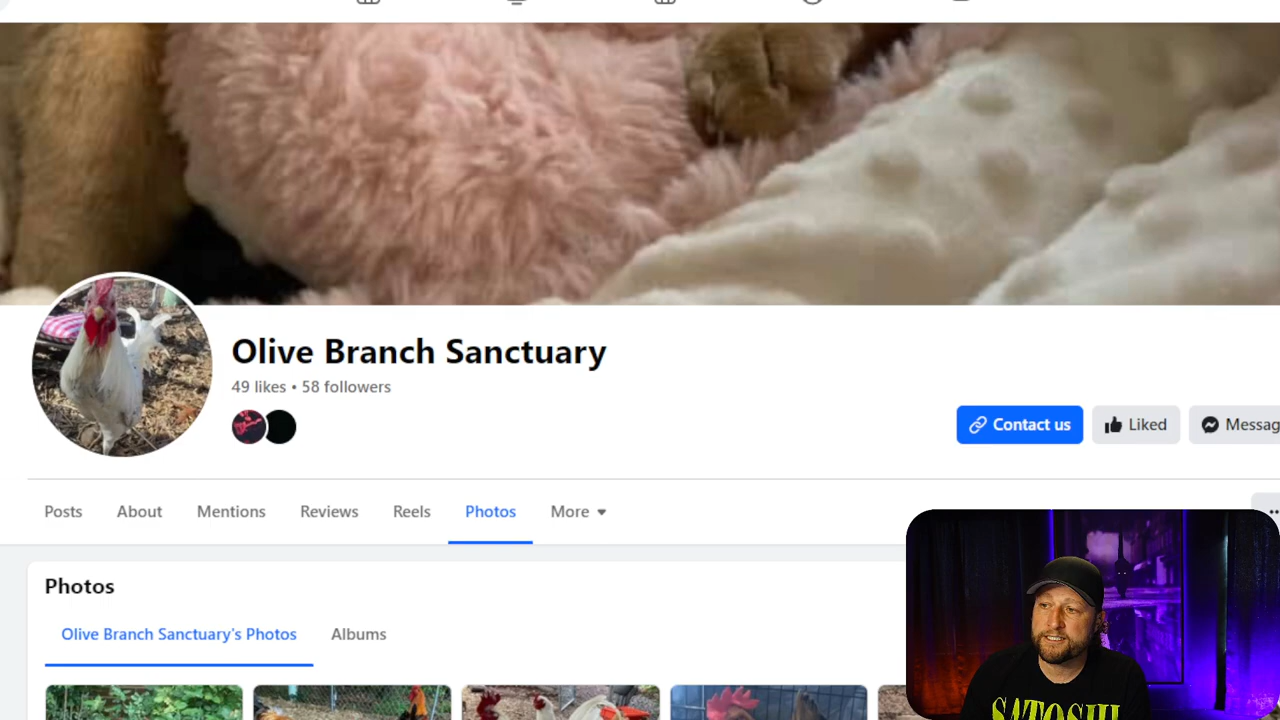 Olive Branch Sanctuary
49 likes • 58 followers
Contact us
Liked
Messag
Posts
About
Mentions
Reviews
Reels
Photos
More
Photos
Olive Branch Sanctuary's Photos
Albums
SATOSHI